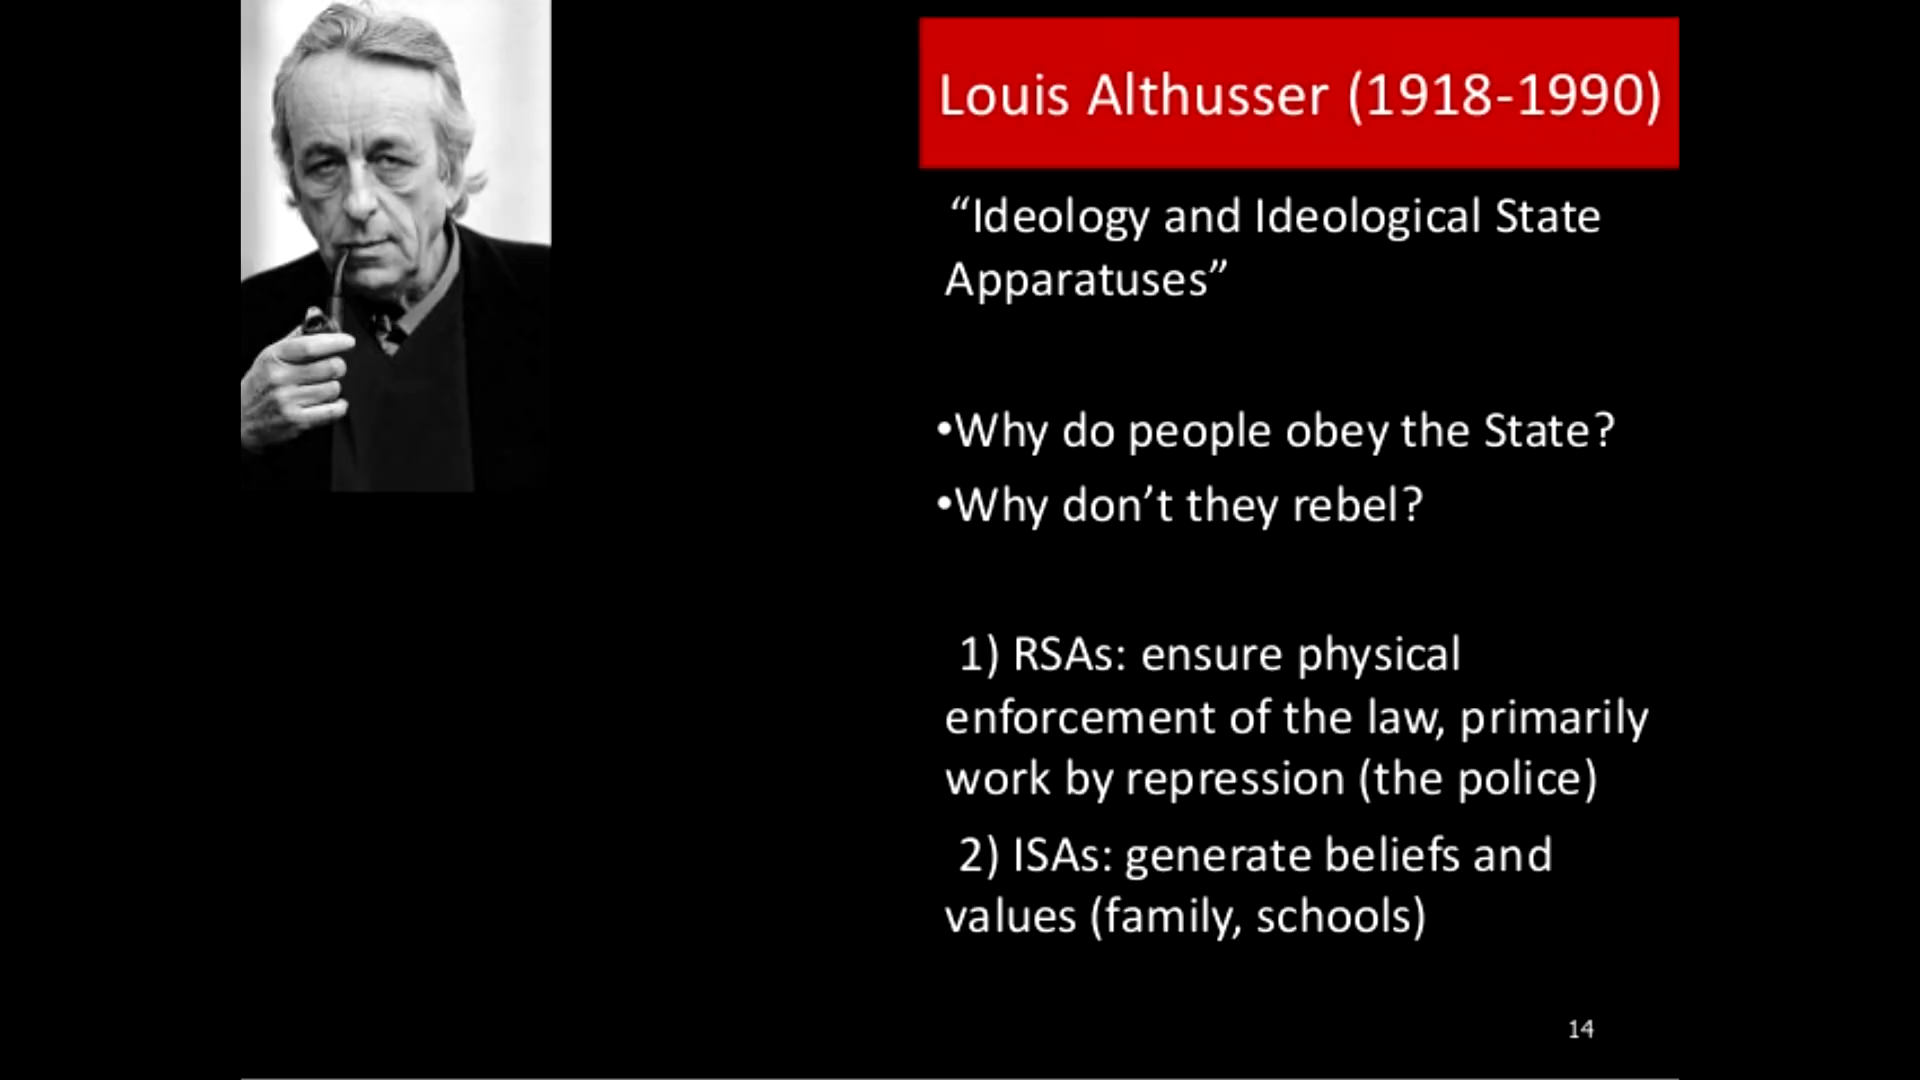 Louis Althusser (1918-1990)
“Ideology and Ideological State
Apparatuses”
•Why do people obey the State?
•Why don’t they rebel?
1) RSAs: ensure physical
enforcement of the law, primarily
work by repression (the police)
2) ISAs: generate beliefs and
values (family, schools)
14